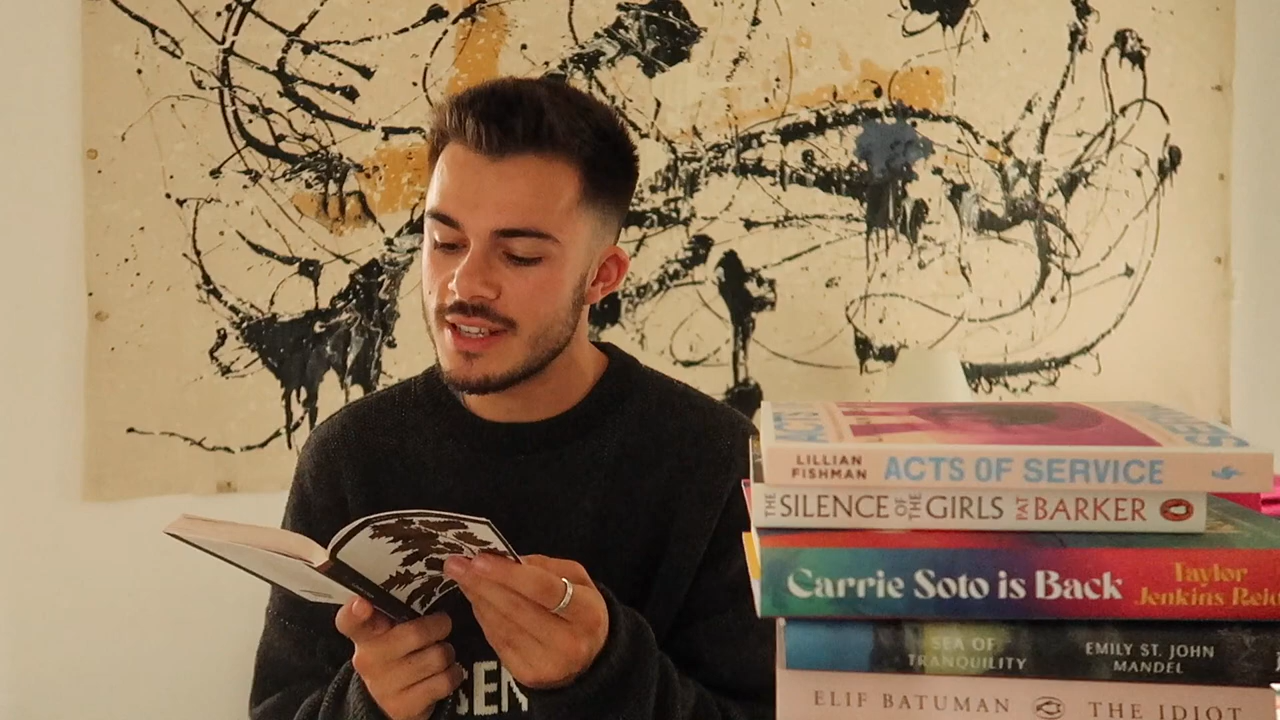 LILLIAN
FISHMAN
ACTS OF SERVICE
THE SILENCE OF THE GIRLS PAT BARKER
Carrie Soto is Back
Taylor
Jenkins Reid
SEA OF
TRANQUILITY
EMILY ST. JOHN
MANDEL
ELIF BATUMAN THE IDIOT
SEN